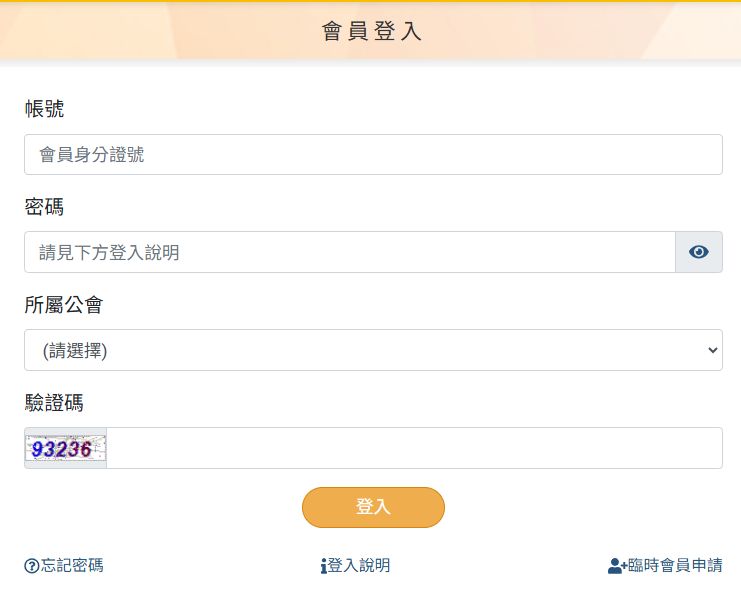 會員登入
帳號
會員身分證號
密碼
請見下方登入說明
所屬公會
(請選擇)
驗證碼
93236
登入
忘記密碼
登入說明
臨時會員申請